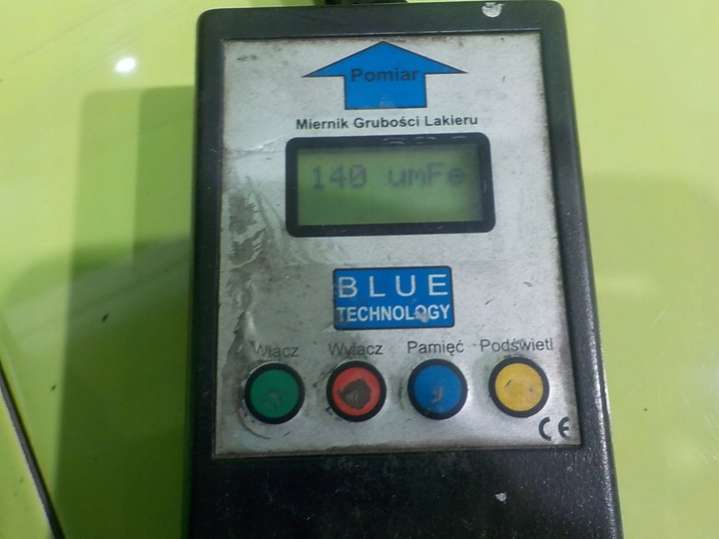 Pomiar
Miernik Grubości Lakieru
140 umFe
BLUE
TECHNOLOGY
Włącz Wyłącz Pamięć Podświetl
CE